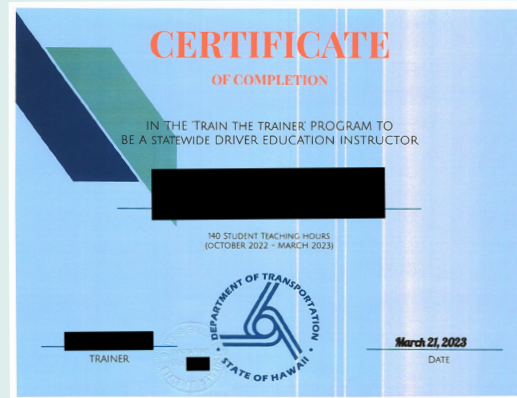 CERTIFICATE
OF COMPLETION
IN THE 'TRAIN THE TRAINER' PROGRAM TO
BE A STATEWIDE DRIVER EDUCATION INSTRUCTOR
140 STUDENT TEACHING HOURS
(OCTOBER 2022 - MARCH 2023)
DEPARTMENT OF TRANSPORTATION
STATE OF HAWAII
March 21, 2023
TRAINER
DATE